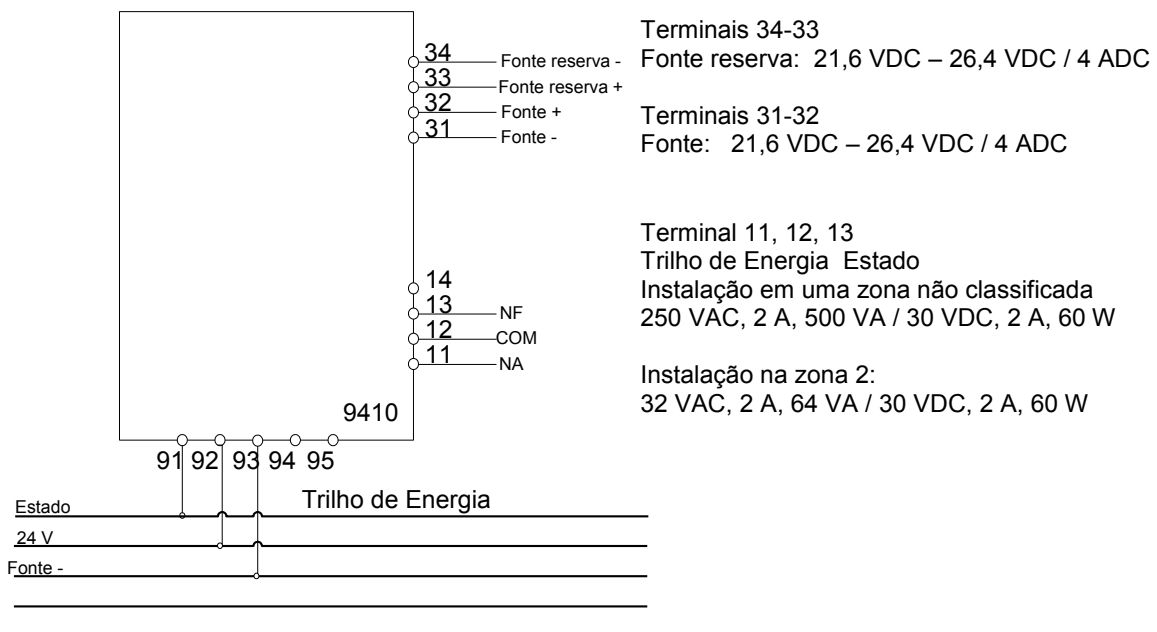 34
Fonte reserva -
33
Fonte reserva +
32
Fonte +
31
Fonte -
Terminais 34-33
Fonte reserva: 21,6 VDC – 26,4 VDC / 4 ADC
Terminais 31-32
Fonte: 21,6 VDC – 26,4 VDC / 4 ADC
Terminal 11, 12, 13
Trilho de Energia Estado
Instalação em uma zona não classificada
250 VAC, 2 A, 500 VA / 30 VDC, 2 A, 60 W
Instalação na zona 2:
32 VAC, 2 A, 64 VA / 30 VDC, 2 A, 60 W
14
13
NF
12
COM
11
NA
9410
91 92 93 94 95
Trilho de Energia
Estado
24 V
Fonte -